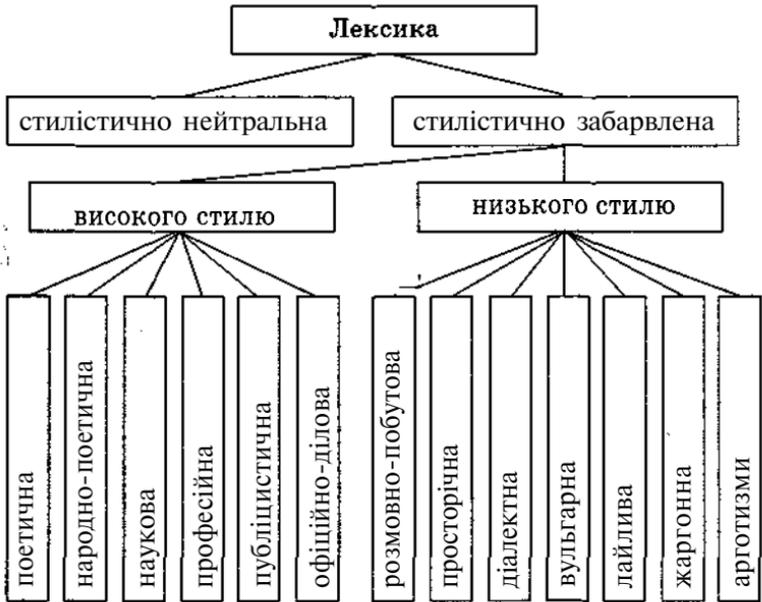 Лексика
стилістично нейтральна
стилістично забарвлена
високого стилю
низького стилю
поетична
народно-поетична
наукова
професійна
публіцистична
офіційно-ділова
розмовно-побутова
просторічна
діалектна
вульгарна
лайлива
жаргонна
арготизми